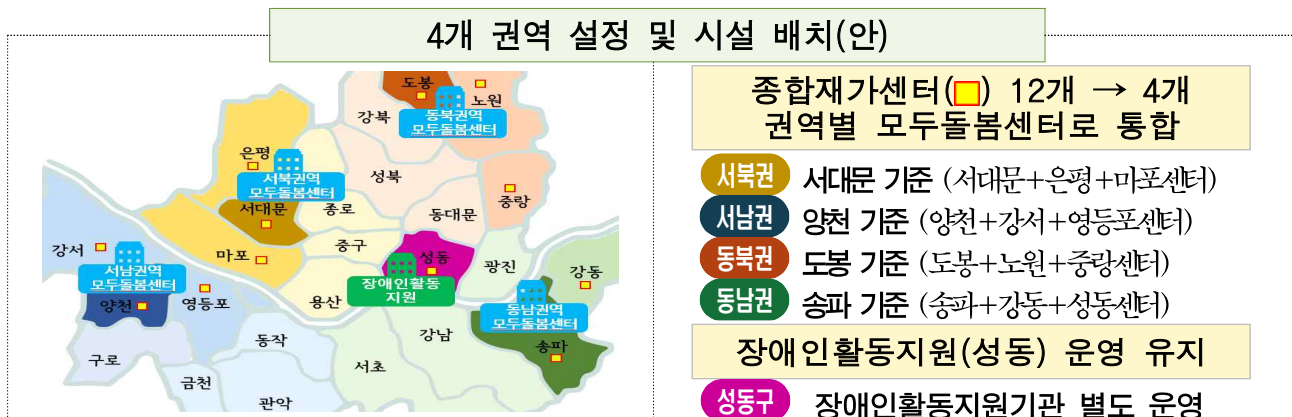 4개 권역 설정 및 시설 배치(안)
도봉
노원
강북
동북권역
모두돌봄센터
은평
서북권역
모두돌봄센터
성북
서대문
종로
동대문
중랑
강서
마포
중구
성동
광진
강동
서남권역
모두돌봄센터
장애인활동
지원
양천
영등포
용산
동남권역
모두돌봄센터
구로
동작
강남
송파
서초
금천
관악
종합재가센터( ) 12개 → 4개
권역별 모두돌봄센터로 통합
서북권 서대문 기준 (서대문+은평+마포센터)
서남권 양천 기준 (양천+강서+영등포센터)
동북권 도봉 기준 (도봉+노원+중랑센터)
동남권 송파 기준 (송파+강동+성동센터)
장애인활동지원(성동) 운영 유지
성동구 장애인활동지원기관 별도 운영